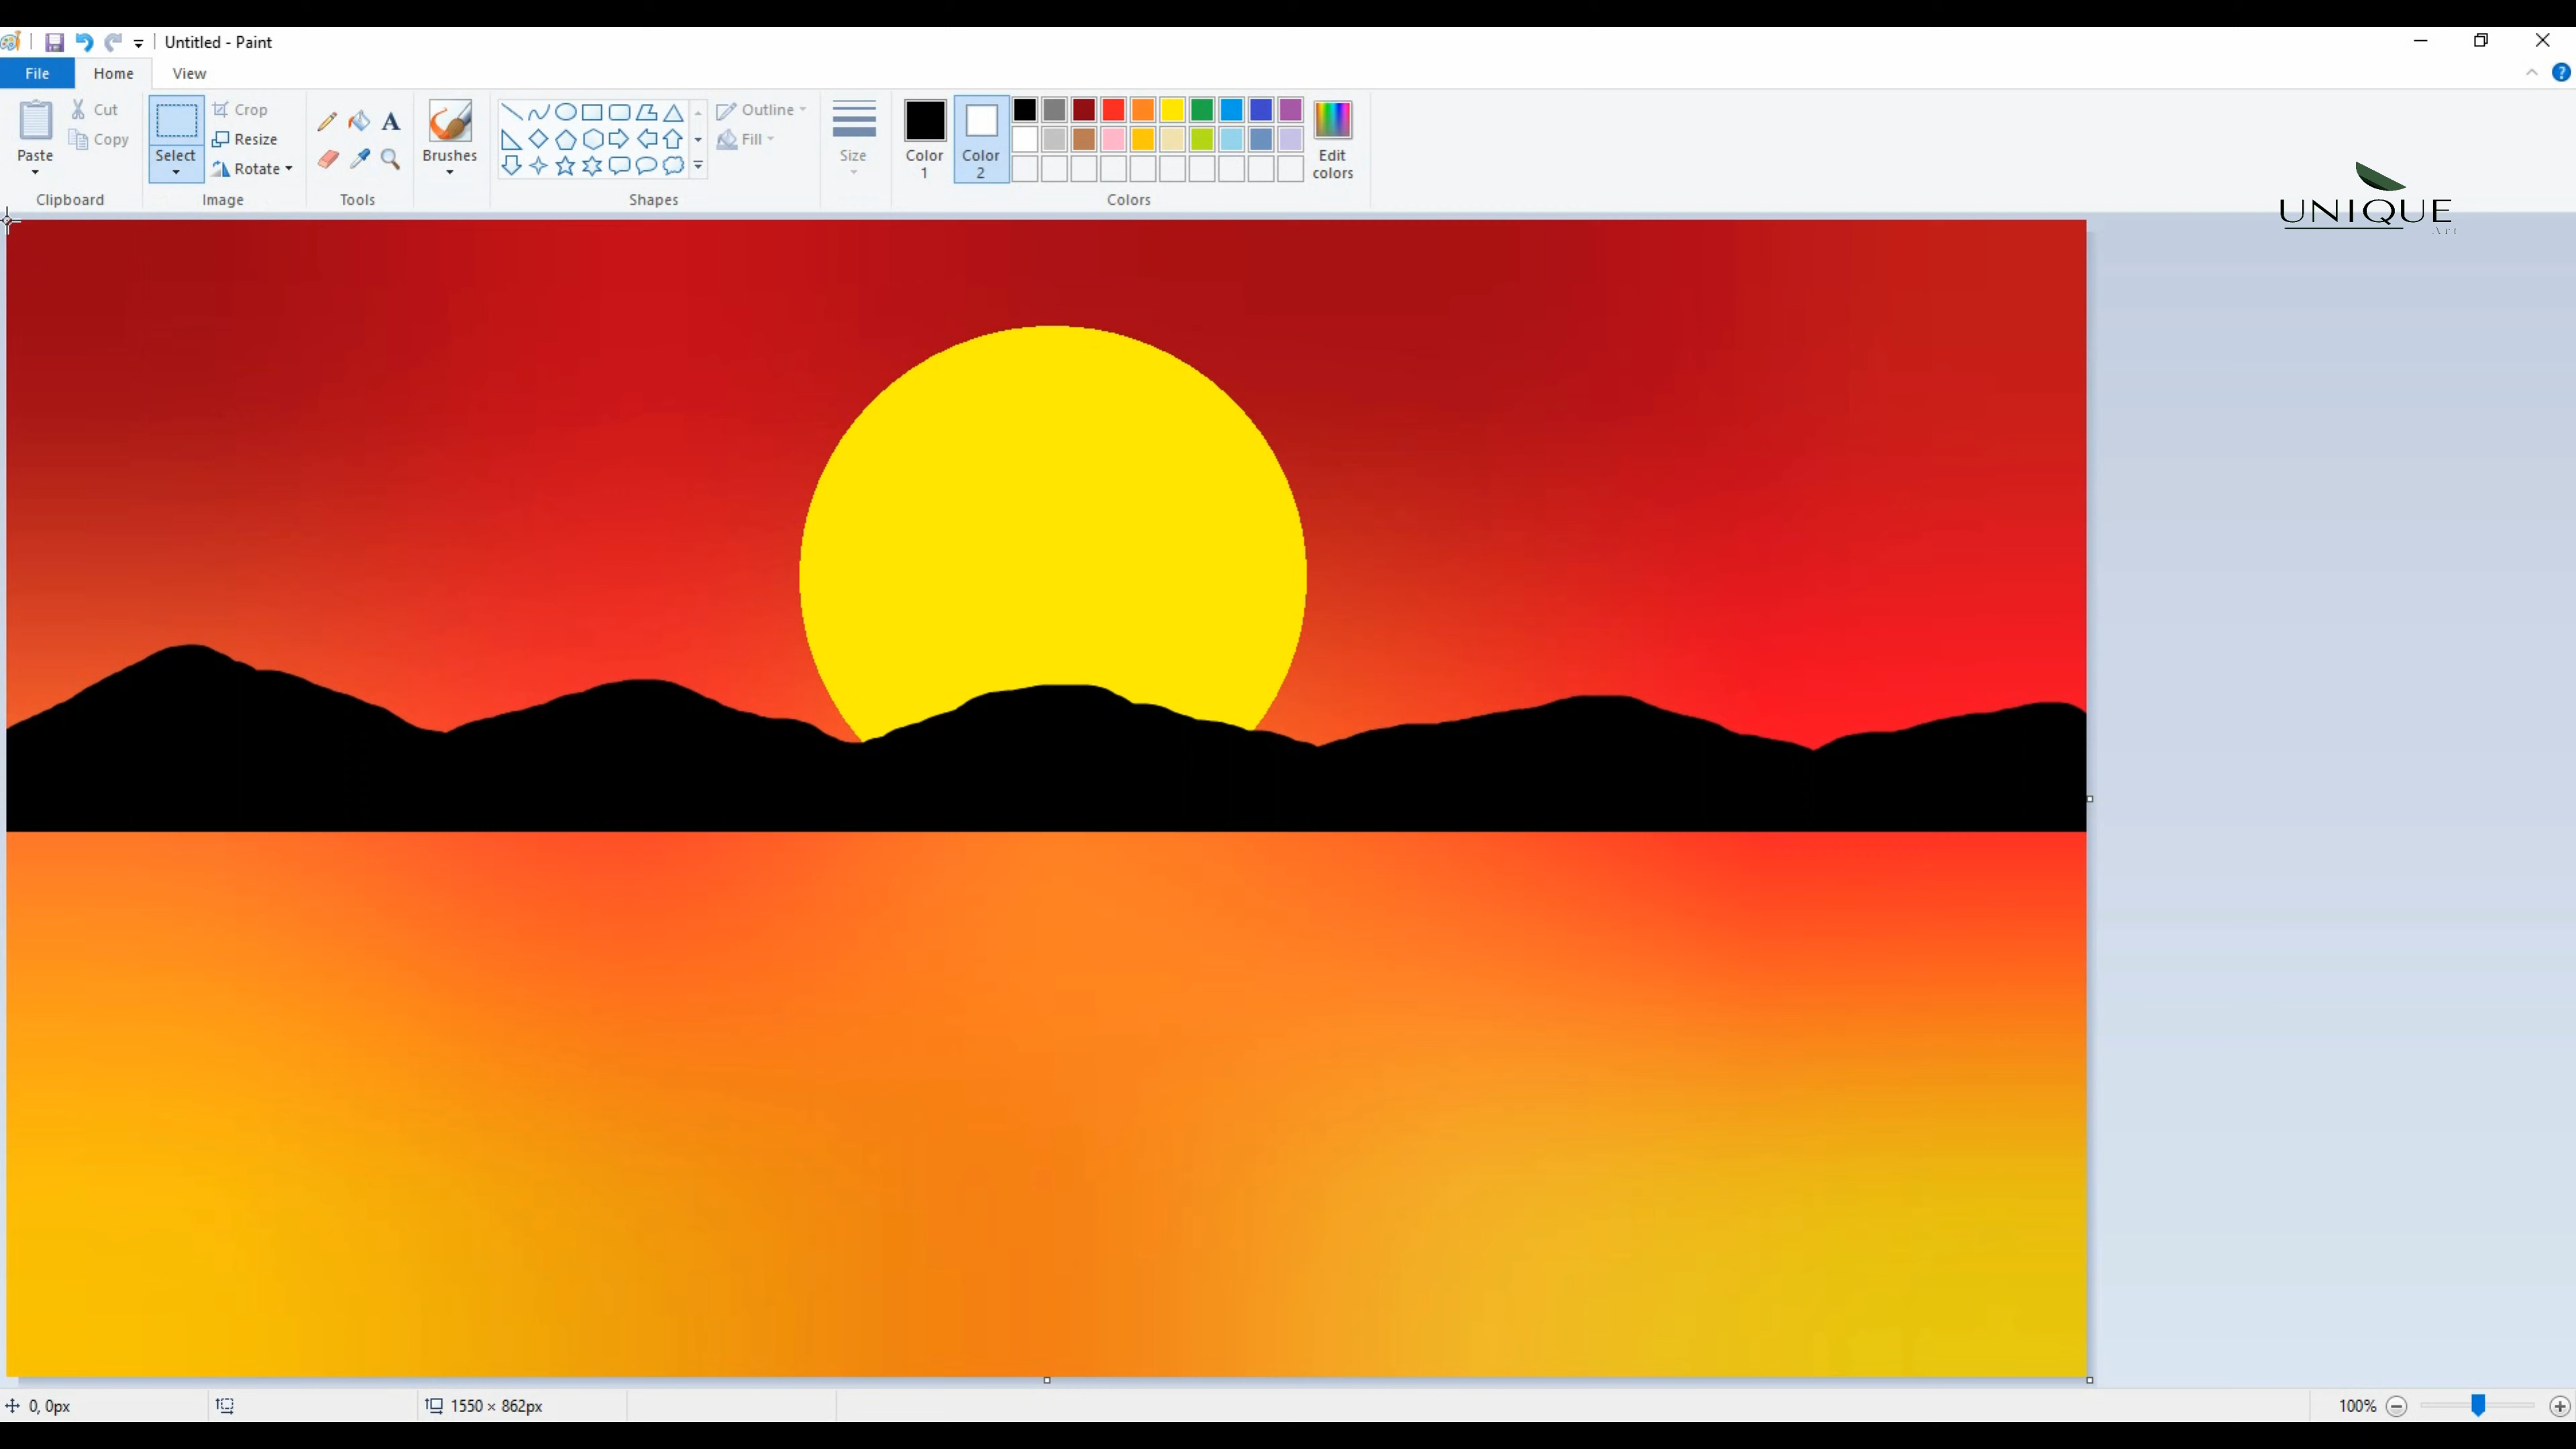 Untitled - Paint
File Home View
Cut Crop Outline
Copy Resize Fill
Paste Select Rotate Brushes Size Color 1 Color 2 Edit colors
Clipboard Image Tools Shapes Colors
UNIQUE
Art
0, 0px 1550 × 862px 100%